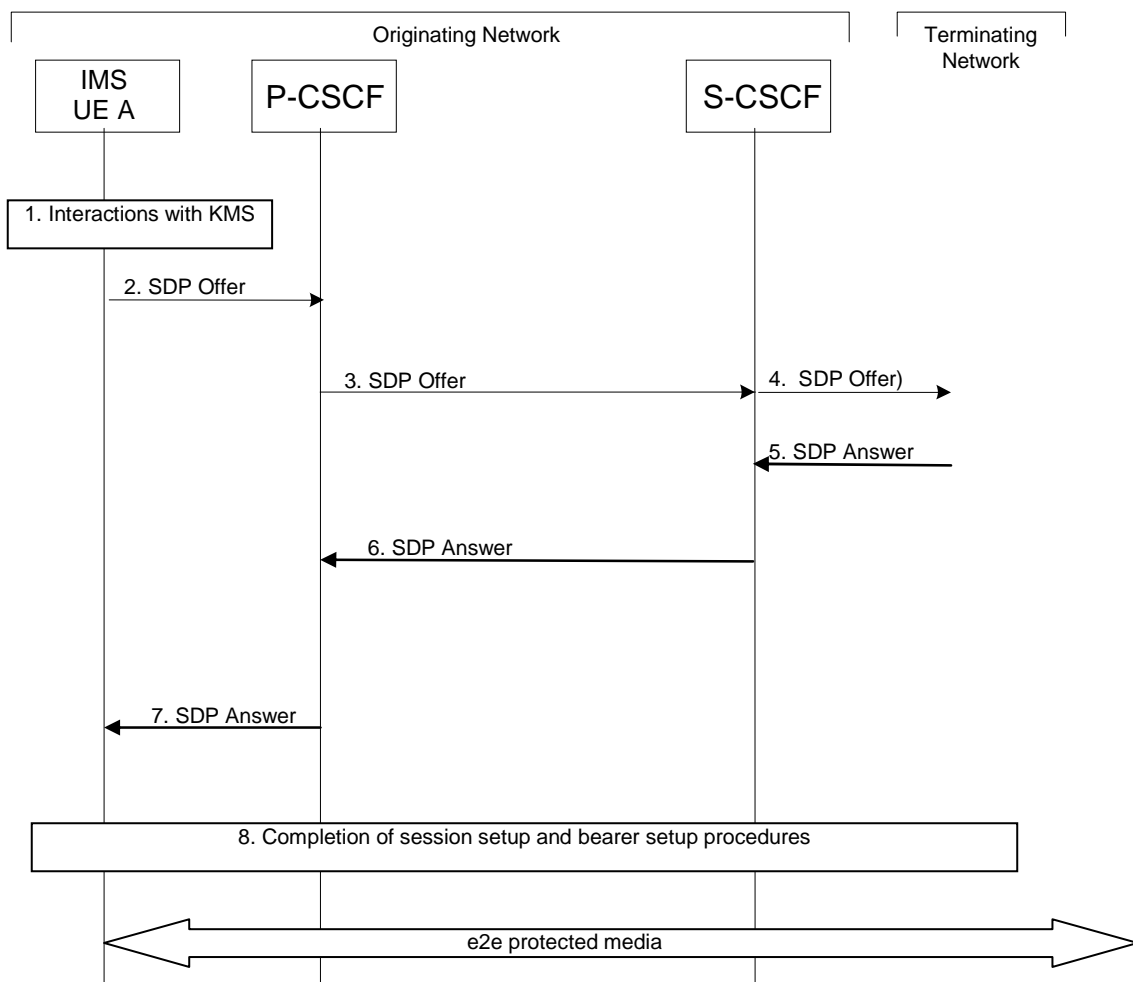 Originating Network
Terminating
Network
IMS
UE A
P-CSCF
S-CSCF
1. Interactions with KMS
2. SDP Offer
3. SDP Offer
4.  SDP Offer)
5. SDP Answer
6. SDP Answer
7. SDP Answer
8. Completion of session setup and bearer setup procedures
e2e protected media